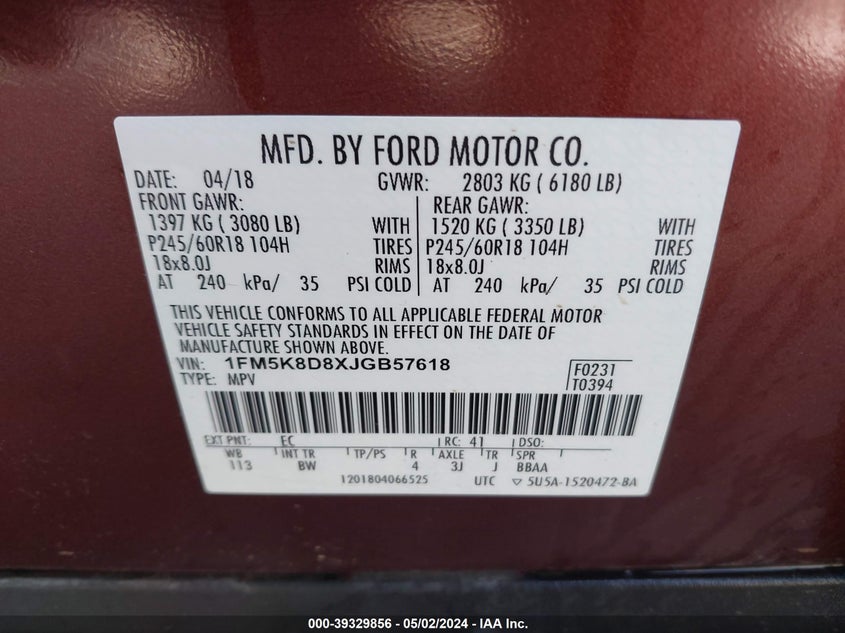 MFD. BY FORD MOTOR CO.
DATE: 04/18 GVWR: 2803 KG ( 6180 LB)
FRONT GAWR: REAR GAWR:
1397 KG ( 3080 LB) WITH 1520 KG ( 3350 LB) WITH
P245/60R18 104H TIRES P245/60R18 104H TIRES
18x8.0J RIMS 18x8.0J RIMS
AT 240 kPa/ 35 PSI COLD AT 240 kPa/ 35 PSI COLD
THIS VEHICLE CONFORMS TO ALL APPLICABLE FEDERAL MOTOR
VEHICLE SAFETY STANDARDS IN EFFECT ON THE DATE OF
MANUFACTURE SHOWN ABOVE.
VIN: 1FM5K8D8XJGB57618 F0231
TYPE: MPV T0394
EXT PNT: EC RC: 41 DSO:
WB INT TR TP/PS R AXLE TR SPR
113 BW 4 3J J BBAA
1201804066525 UTC ▽ 5U5A-1520472-BA
000-39329856 — 05/02/2024 — IAA Inc.